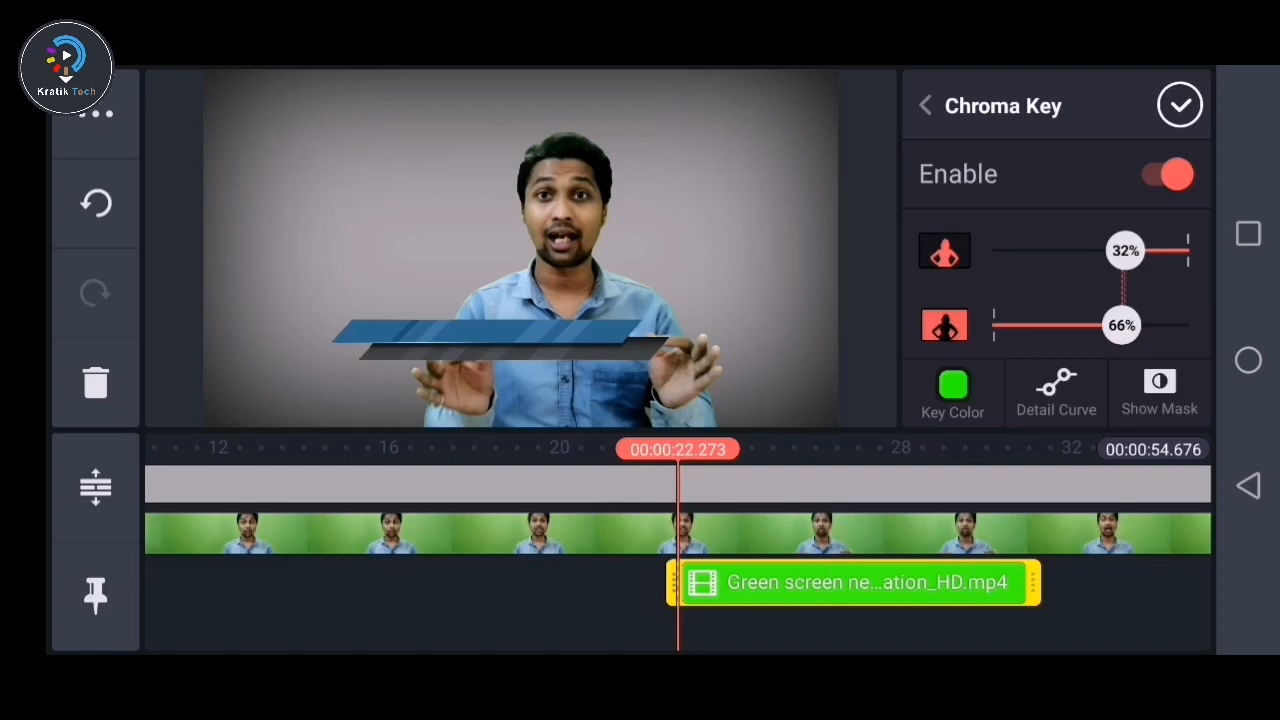 Kratik Tech
Chroma Key
Enable
32%
66%
Key Color
Detail Curve
Show Mask
12
16
20
00:00:22.273
28
32
00:00:54.676
Green screen ne...ation_HD.mp4